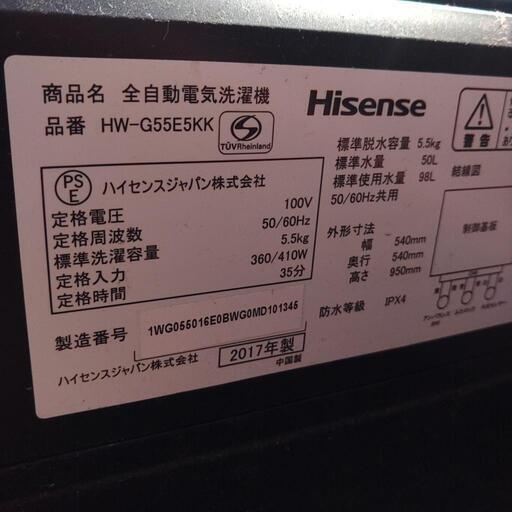 商品名 全自動電気洗濯機
品番 HW-G55E5KK
TÜVRheinland
Hisense
PS
E
ハイセンスジャパン株式会社
定格電圧 100V
定格周波数 50/60Hz
標準洗濯容量 5.5kg
定格入力 360/410W
定格時間 35分
製造番号 1WG055016E0BWG0MD101345
ハイセンスジャパン株式会社
2017年製
中国製
標準脱水容量 5.5kg
標準水量 50L
標準使用水量 98L
50/60Hz共用
外形寸法
幅 540mm
奥行 540mm
高さ 950mm
防水等級 IPX4
警告
結線図
制御基板